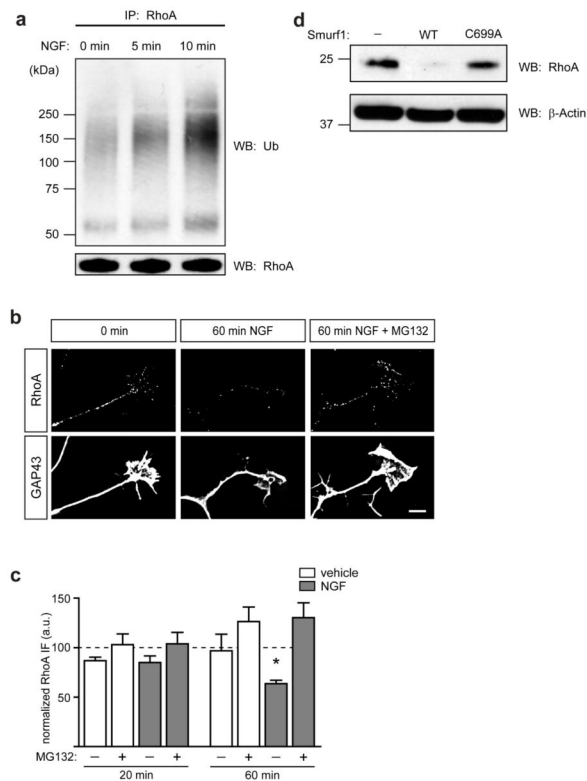 a
IP: RhoA
NGF: 0 min 5 min 10 min
(kDa)
250
150
100
75
50
WB: Ub
WB: RhoA
d
Smurf1: – WT C699A
25
WB: RhoA
37
WB: β-Actin
b
0 min 60 min NGF 60 min NGF + MG132
RhoA
GAP43
c
vehicle
NGF
normalized RhoA IF (a.u.)
150
100
50
*
MG132: – + – + – + – +
20 min 60 min